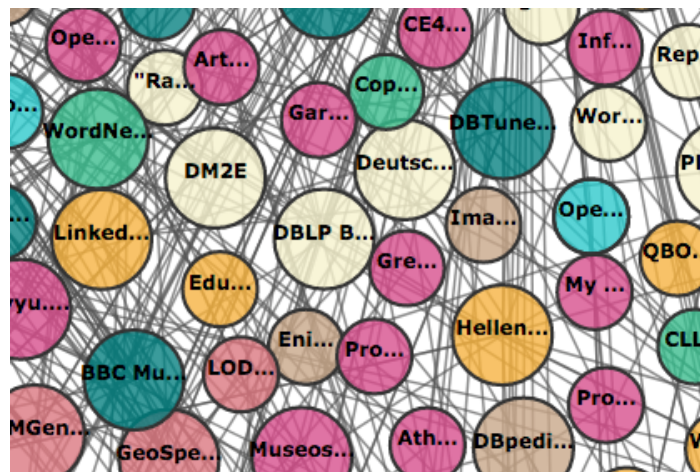 Ope...
Art...
CE4...
Inf...
Rep
"Ra...
Cop...
WordNe...
Gar...
DBTune...
Wor...
DM2E
Deutsc...
Linked...
DBLP B...
Ima...
Ope...
QBO.
Gre...
Edu...
My ...
yu....
Hellen...
Eni...
Pro...
CLL
BBC Mu...
LOD...
Pro...
MGen...
GeoSpe...
Museos...
Ath...
DBpedi...